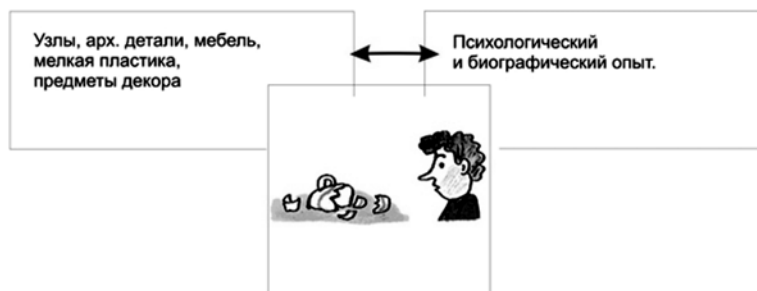 Узлы, арх. детали, мебель,
мелкая пластика,
предметы декора
Психологический
и биографический опыт.